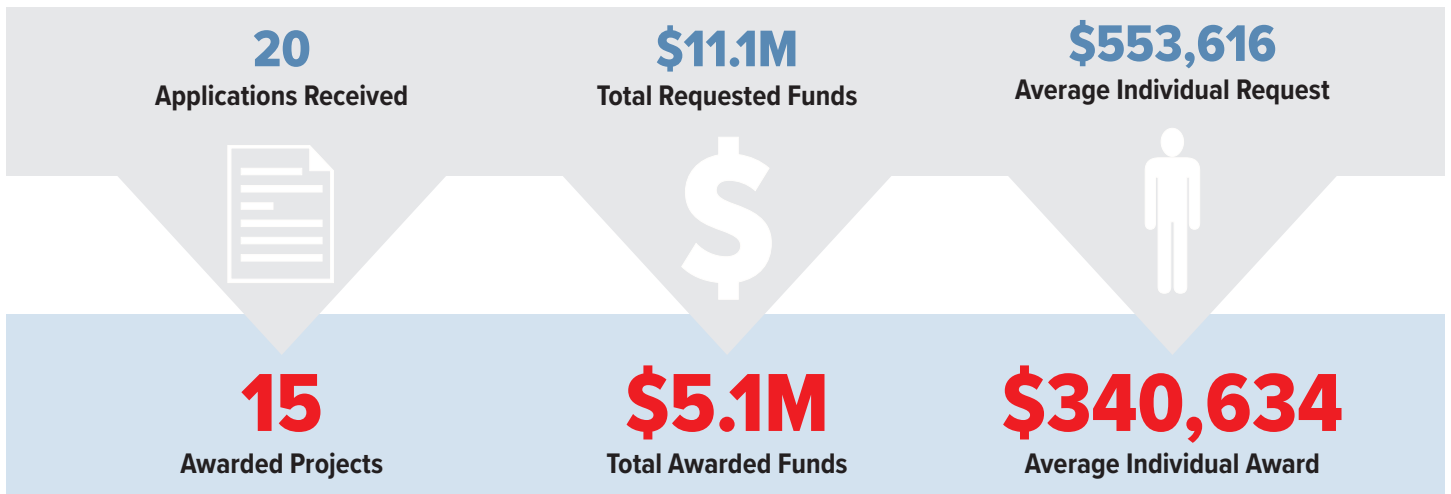 20
Applications Received
$11.1M
Total Requested Funds
$553,616
Average Individual Request
$
15
Awarded Projects
$5.1M
Total Awarded Funds
$340,634
Average Individual Award